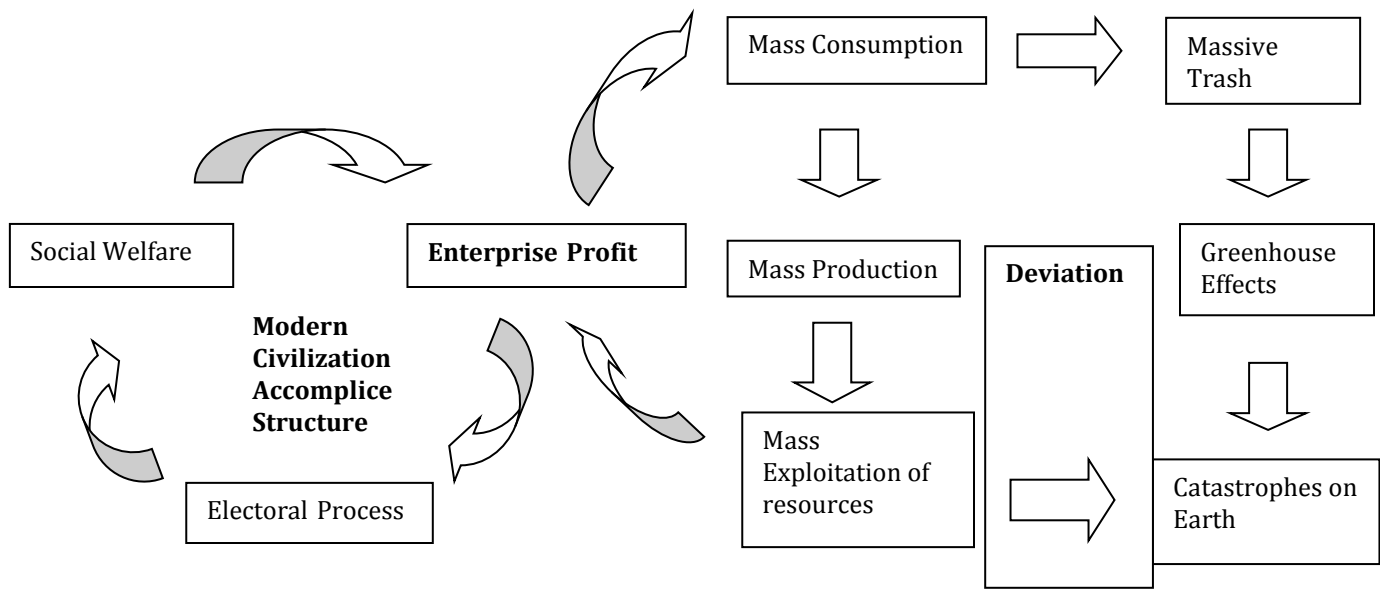 Mass Consumption
Massive
Trash
Social Welfare
Enterprise Profit
Mass Production
Deviation
Greenhouse
Effects
Modern
Civilization
Accomplice
Structure
Mass
Exploitation of
resources
Catastrophes on
Earth
Electoral Process